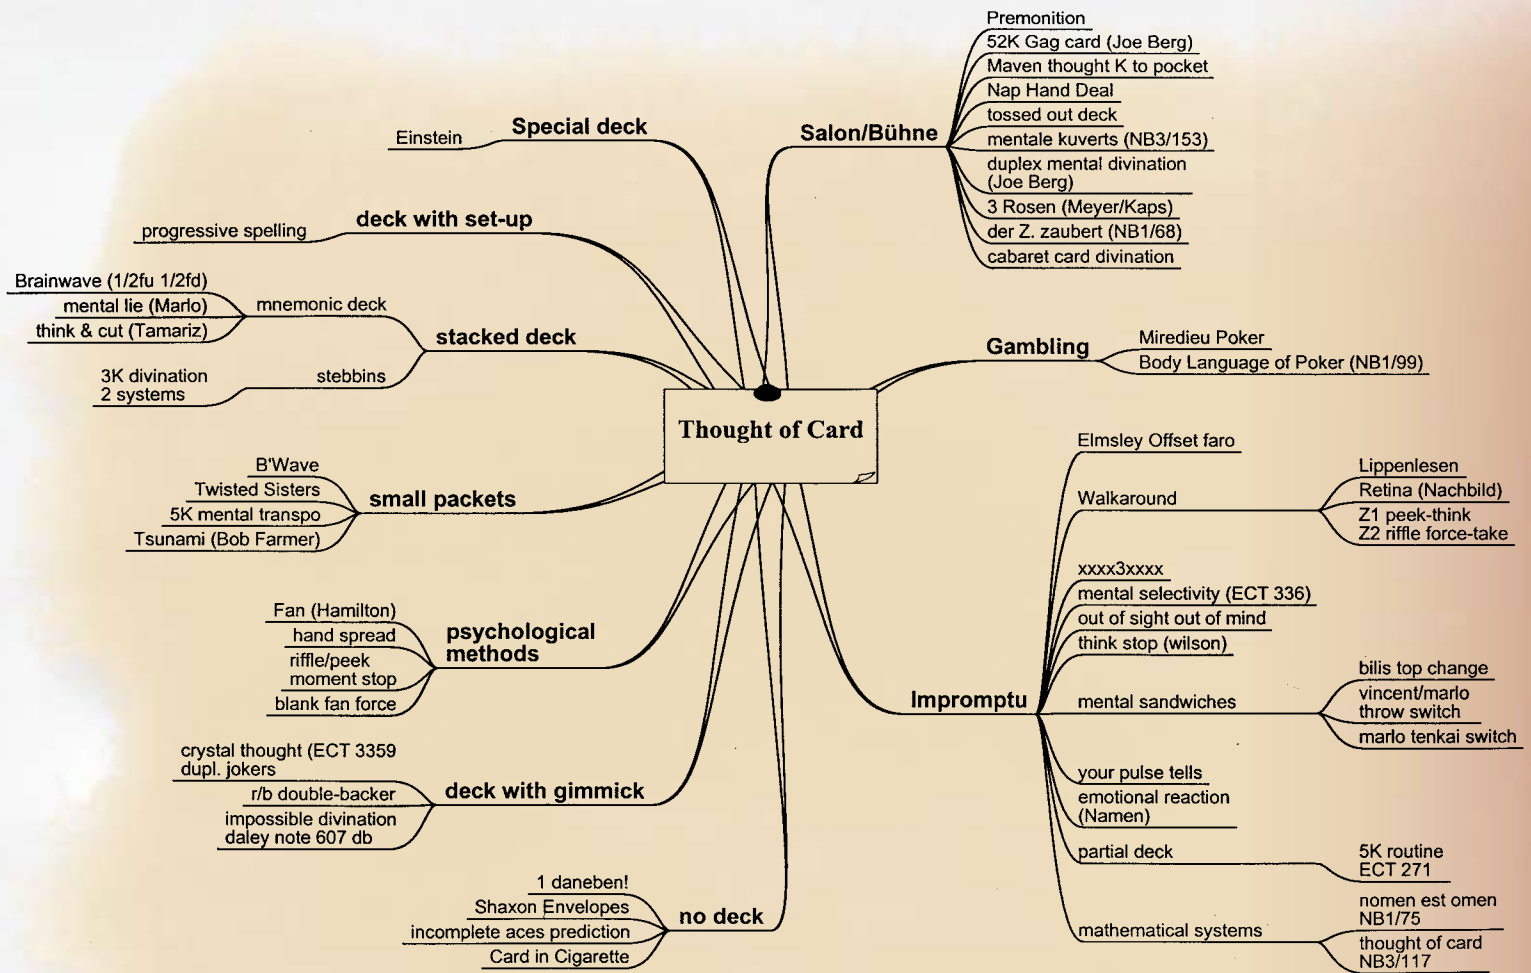 Thought of Card
Salon/Bühne
Premonition
52K Gag card (Joe Berg)
Maven thought K to pocket
Nap Hand Deal
tossed out deck
mentale kuverts (NB3/153)
duplex mental divination
(Joe Berg)
3 Rosen (Meyer/Kaps)
der Z. zaubert (NB1/68)
cabaret card divination
Gambling
Miredieu Poker
Body Language of Poker (NB1/99)
Impromptu
Elmsley Offset faro
Walkaround
Lippenlesen
Retina (Nachbild)
Z1 peek-think
Z2 riffle force-take
xxxx3xxxx
mental selectivity (ECT 336)
out of sight out of mind
think stop (wilson)
mental sandwiches
bilis top change
vincent/marlo
throw switch
marlo tenkai switch
your pulse tells
emotional reaction
(Namen)
partial deck
5K routine
ECT 271
mathematical systems
nomen est omen
NB1/75
thought of card
NB3/117
Special deck
Einstein
deck with set-up
progressive spelling
stacked deck
mnemonic deck
Brainwave (1/2fu 1/2fd)
mental lie (Marlo)
think & cut (Tamariz)
stebbins
3K divination
2 systems
small packets
B'Wave
Twisted Sisters
5K mental transpo
Tsunami (Bob Farmer)
psychological
methods
Fan (Hamilton)
hand spread
riffle/peek
moment stop
blank fan force
deck with gimmick
crystal thought (ECT 3359
dupl. jokers
r/b double-backer
impossible divination
daley note 607 db
no deck
1 daneben!
Shaxon Envelopes
incomplete aces prediction
Card in Cigarette